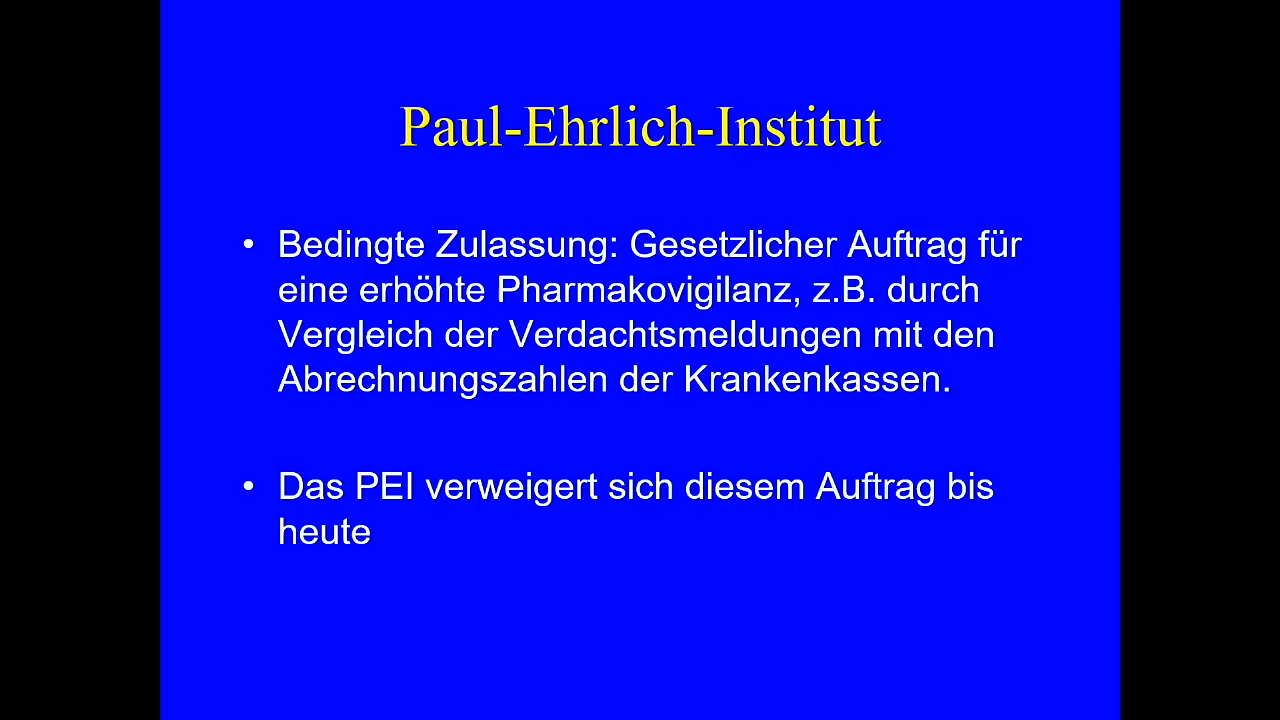 Paul-Ehrlich-Institut
• Bedingte Zulassung: Gesetzlicher Auftrag für
eine erhöhte Pharmakovigilanz, z.B. durch
Vergleich der Verdachtsmeldungen mit den
Abrechnungszahlen der Krankenkassen.
• Das PEI verweigert sich diesem Auftrag bis
heute